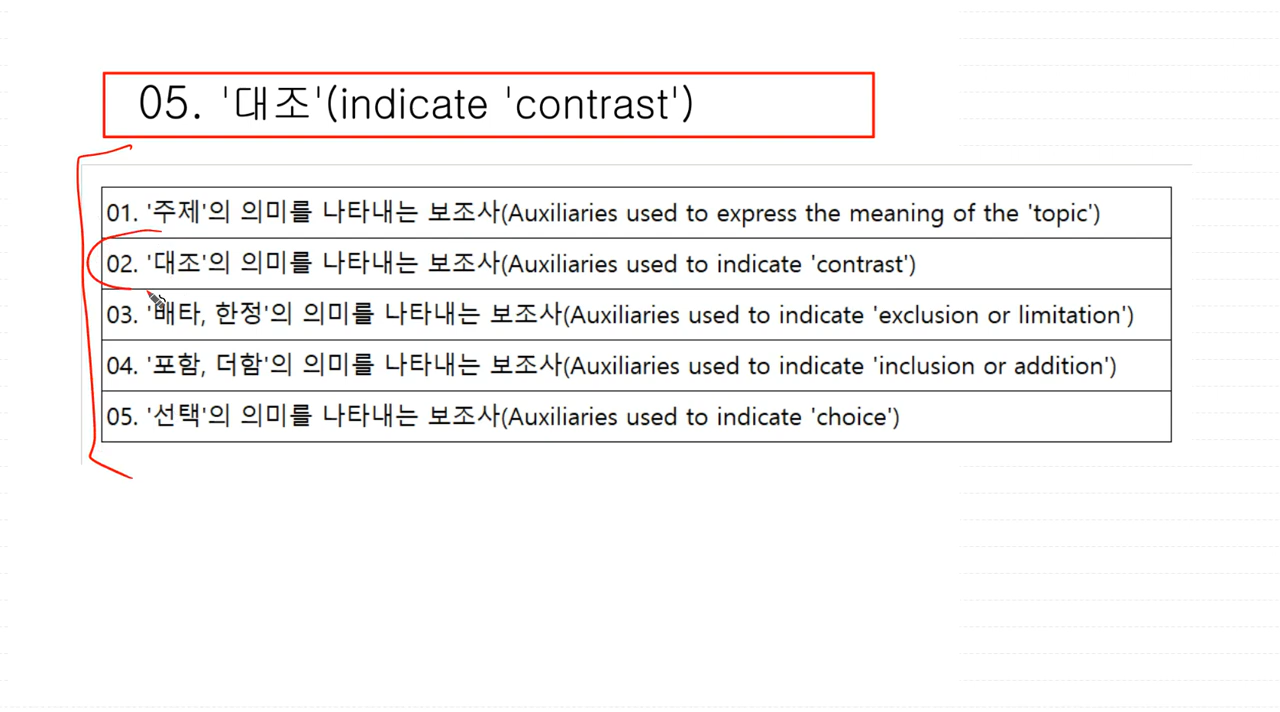 05. '대조'(indicate 'contrast')
01. '주제'의 의미를 나타내는 보조사(Auxiliaries used to express the meaning of the 'topic')
02. '대조'의 의미를 나타내는 보조사(Auxiliaries used to indicate 'contrast')
03. '배타, 한정'의 의미를 나타내는 보조사(Auxiliaries used to indicate 'exclusion or limitation')
04. '포함, 더함'의 의미를 나타내는 보조사(Auxiliaries used to indicate 'inclusion or addition')
05. '선택'의 의미를 나타내는 보조사(Auxiliaries used to indicate 'choice')